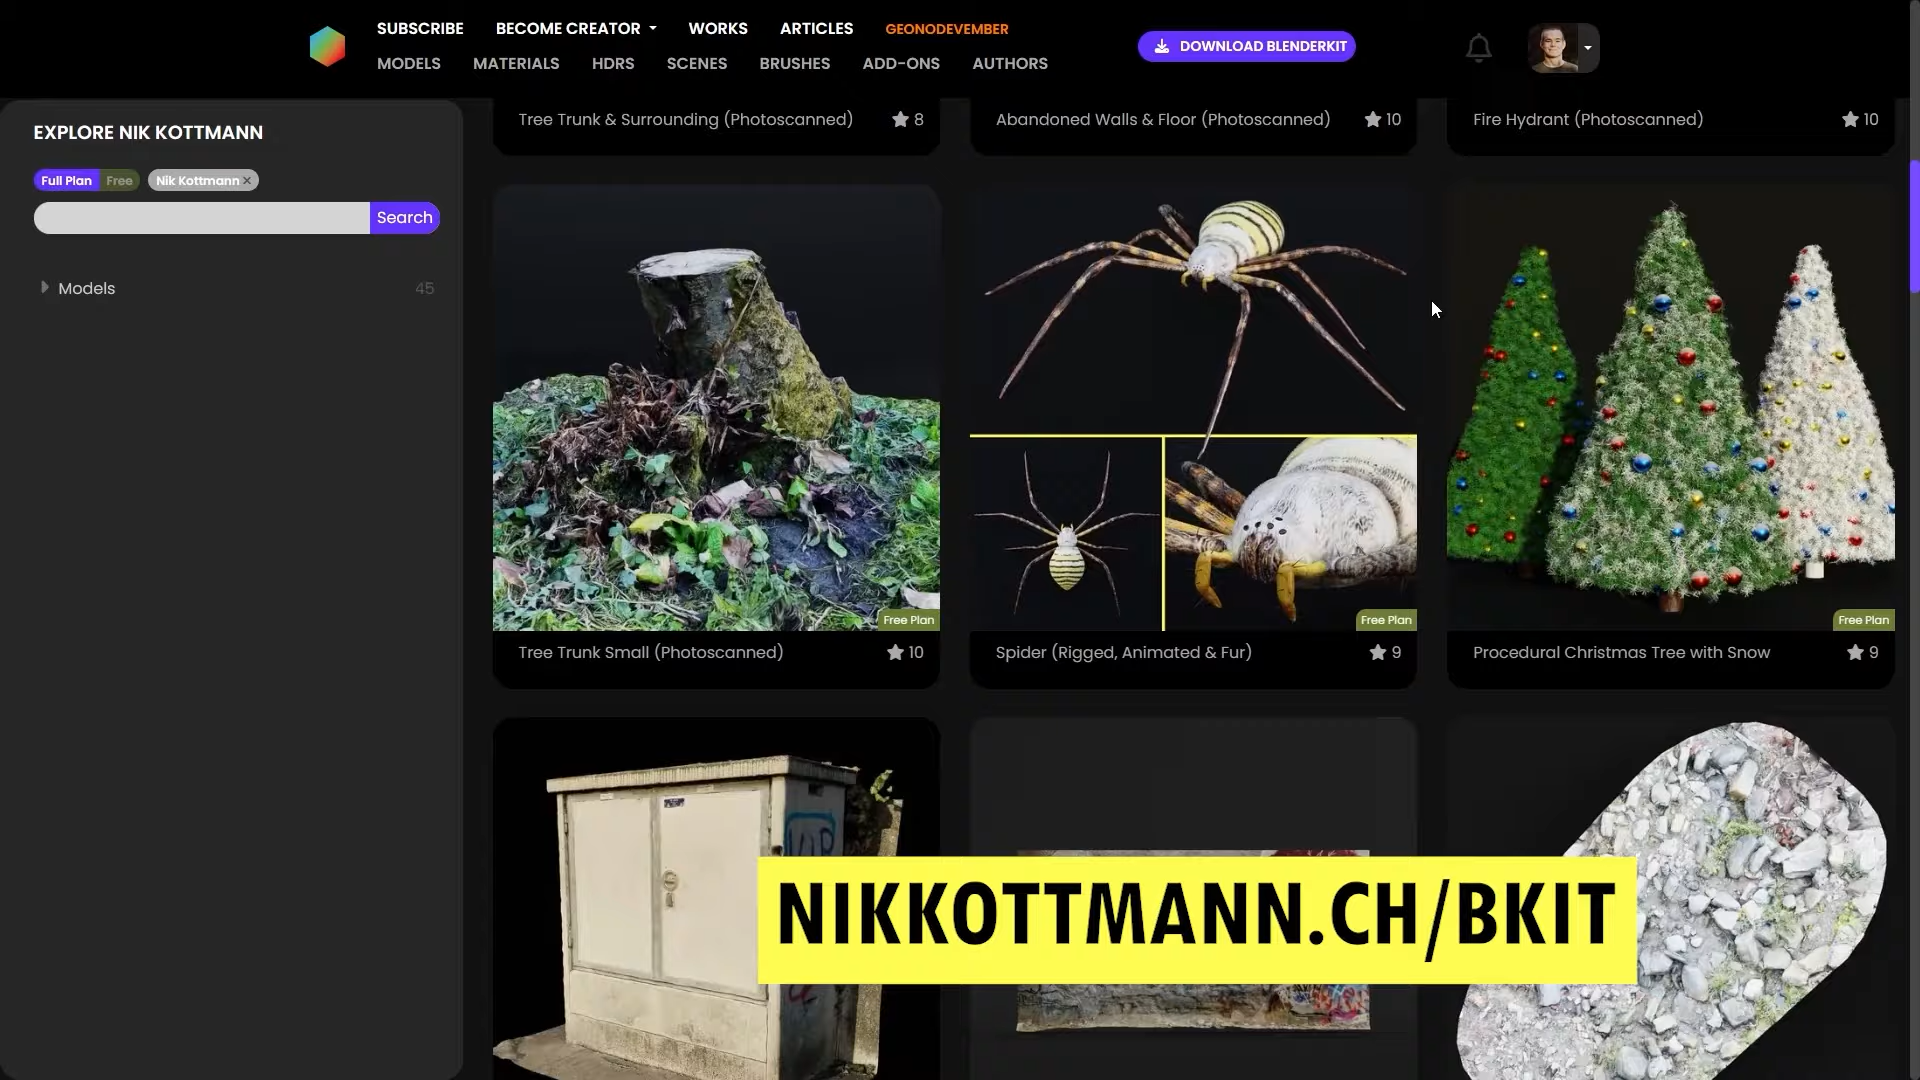 SUBSCRIBE BECOME CREATOR WORKS ARTICLES GEONODEVEMBER
MODELS MATERIALS HDRS SCENES BRUSHES ADD-ONS AUTHORS
DOWNLOAD BLENDERKIT
EXPLORE NIK KOTTMANN
Full Plan Free Nik Kottmann ×
Search
Models 45
Tree Trunk & Surrounding (Photoscanned) 8
Abandoned Walls & Floor (Photoscanned) 10
Fire Hydrant (Photoscanned) 10
Free Plan
Tree Trunk Small (Photoscanned) 10
Free Plan
Spider (Rigged, Animated & Fur) 9
Free Plan
Procedural Christmas Tree with Snow 9
NIKKOTTMANN.CH/BKIT